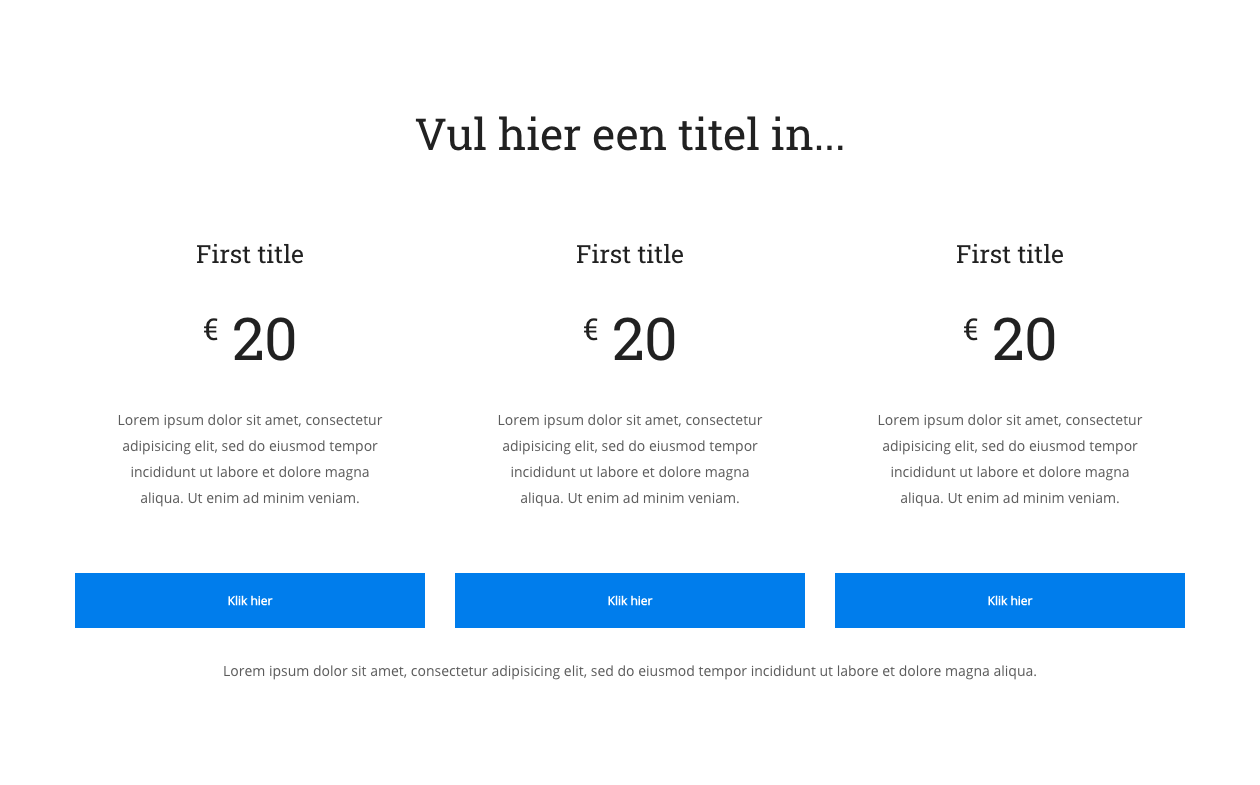 Vul hier een titel in...
First title
€ 20
Lorem ipsum dolor sit amet, consectetur
adipisicing elit, sed do eiusmod tempor
incididunt ut labore et dolore magna
aliqua. Ut enim ad minim veniam.
Klik hier
First title
€ 20
Lorem ipsum dolor sit amet, consectetur
adipisicing elit, sed do eiusmod tempor
incididunt ut labore et dolore magna
aliqua. Ut enim ad minim veniam.
Klik hier
First title
€ 20
Lorem ipsum dolor sit amet, consectetur
adipisicing elit, sed do eiusmod tempor
incididunt ut labore et dolore magna
aliqua. Ut enim ad minim veniam.
Klik hier
Lorem ipsum dolor sit amet, consectetur adipisicing elit, sed do eiusmod tempor incididunt ut labore et dolore magna aliqua.